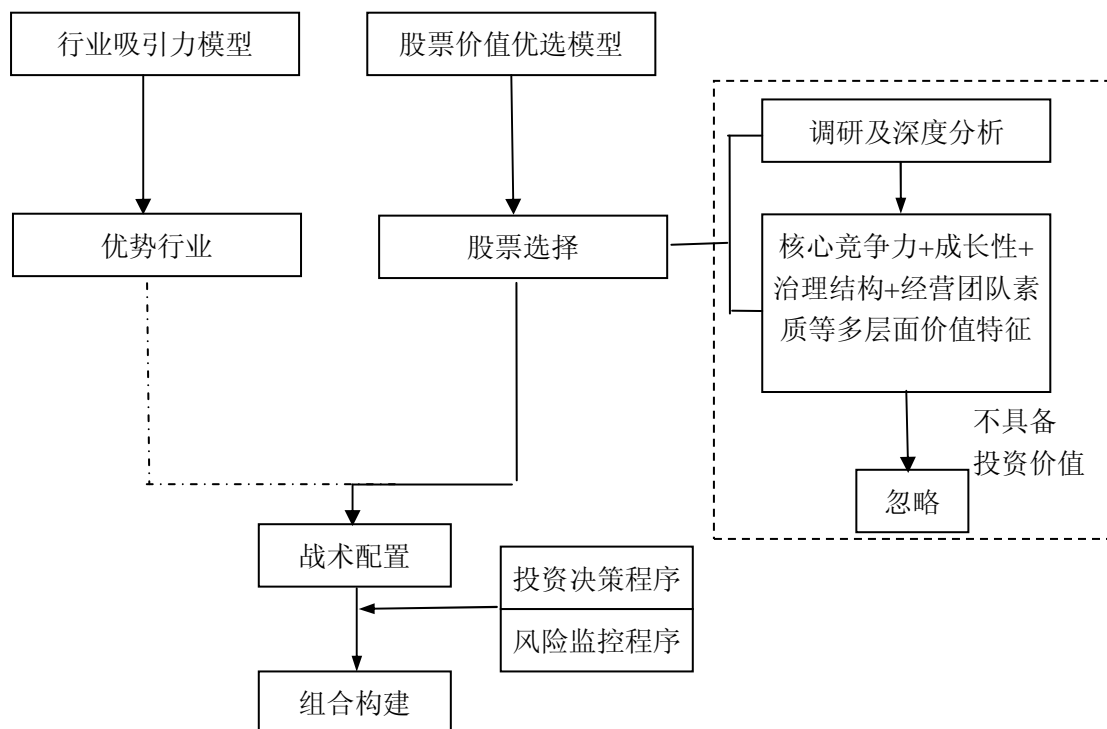 行业吸引力模型
股票价值优选模型
调研及深度分析
优势行业
股票选择
核心竞争力+成长性+
治理结构+经营团队素
质等多层面价值特征
不具备
投资价值
忽略
战术配置
投资决策程序
风险监控程序
组合构建